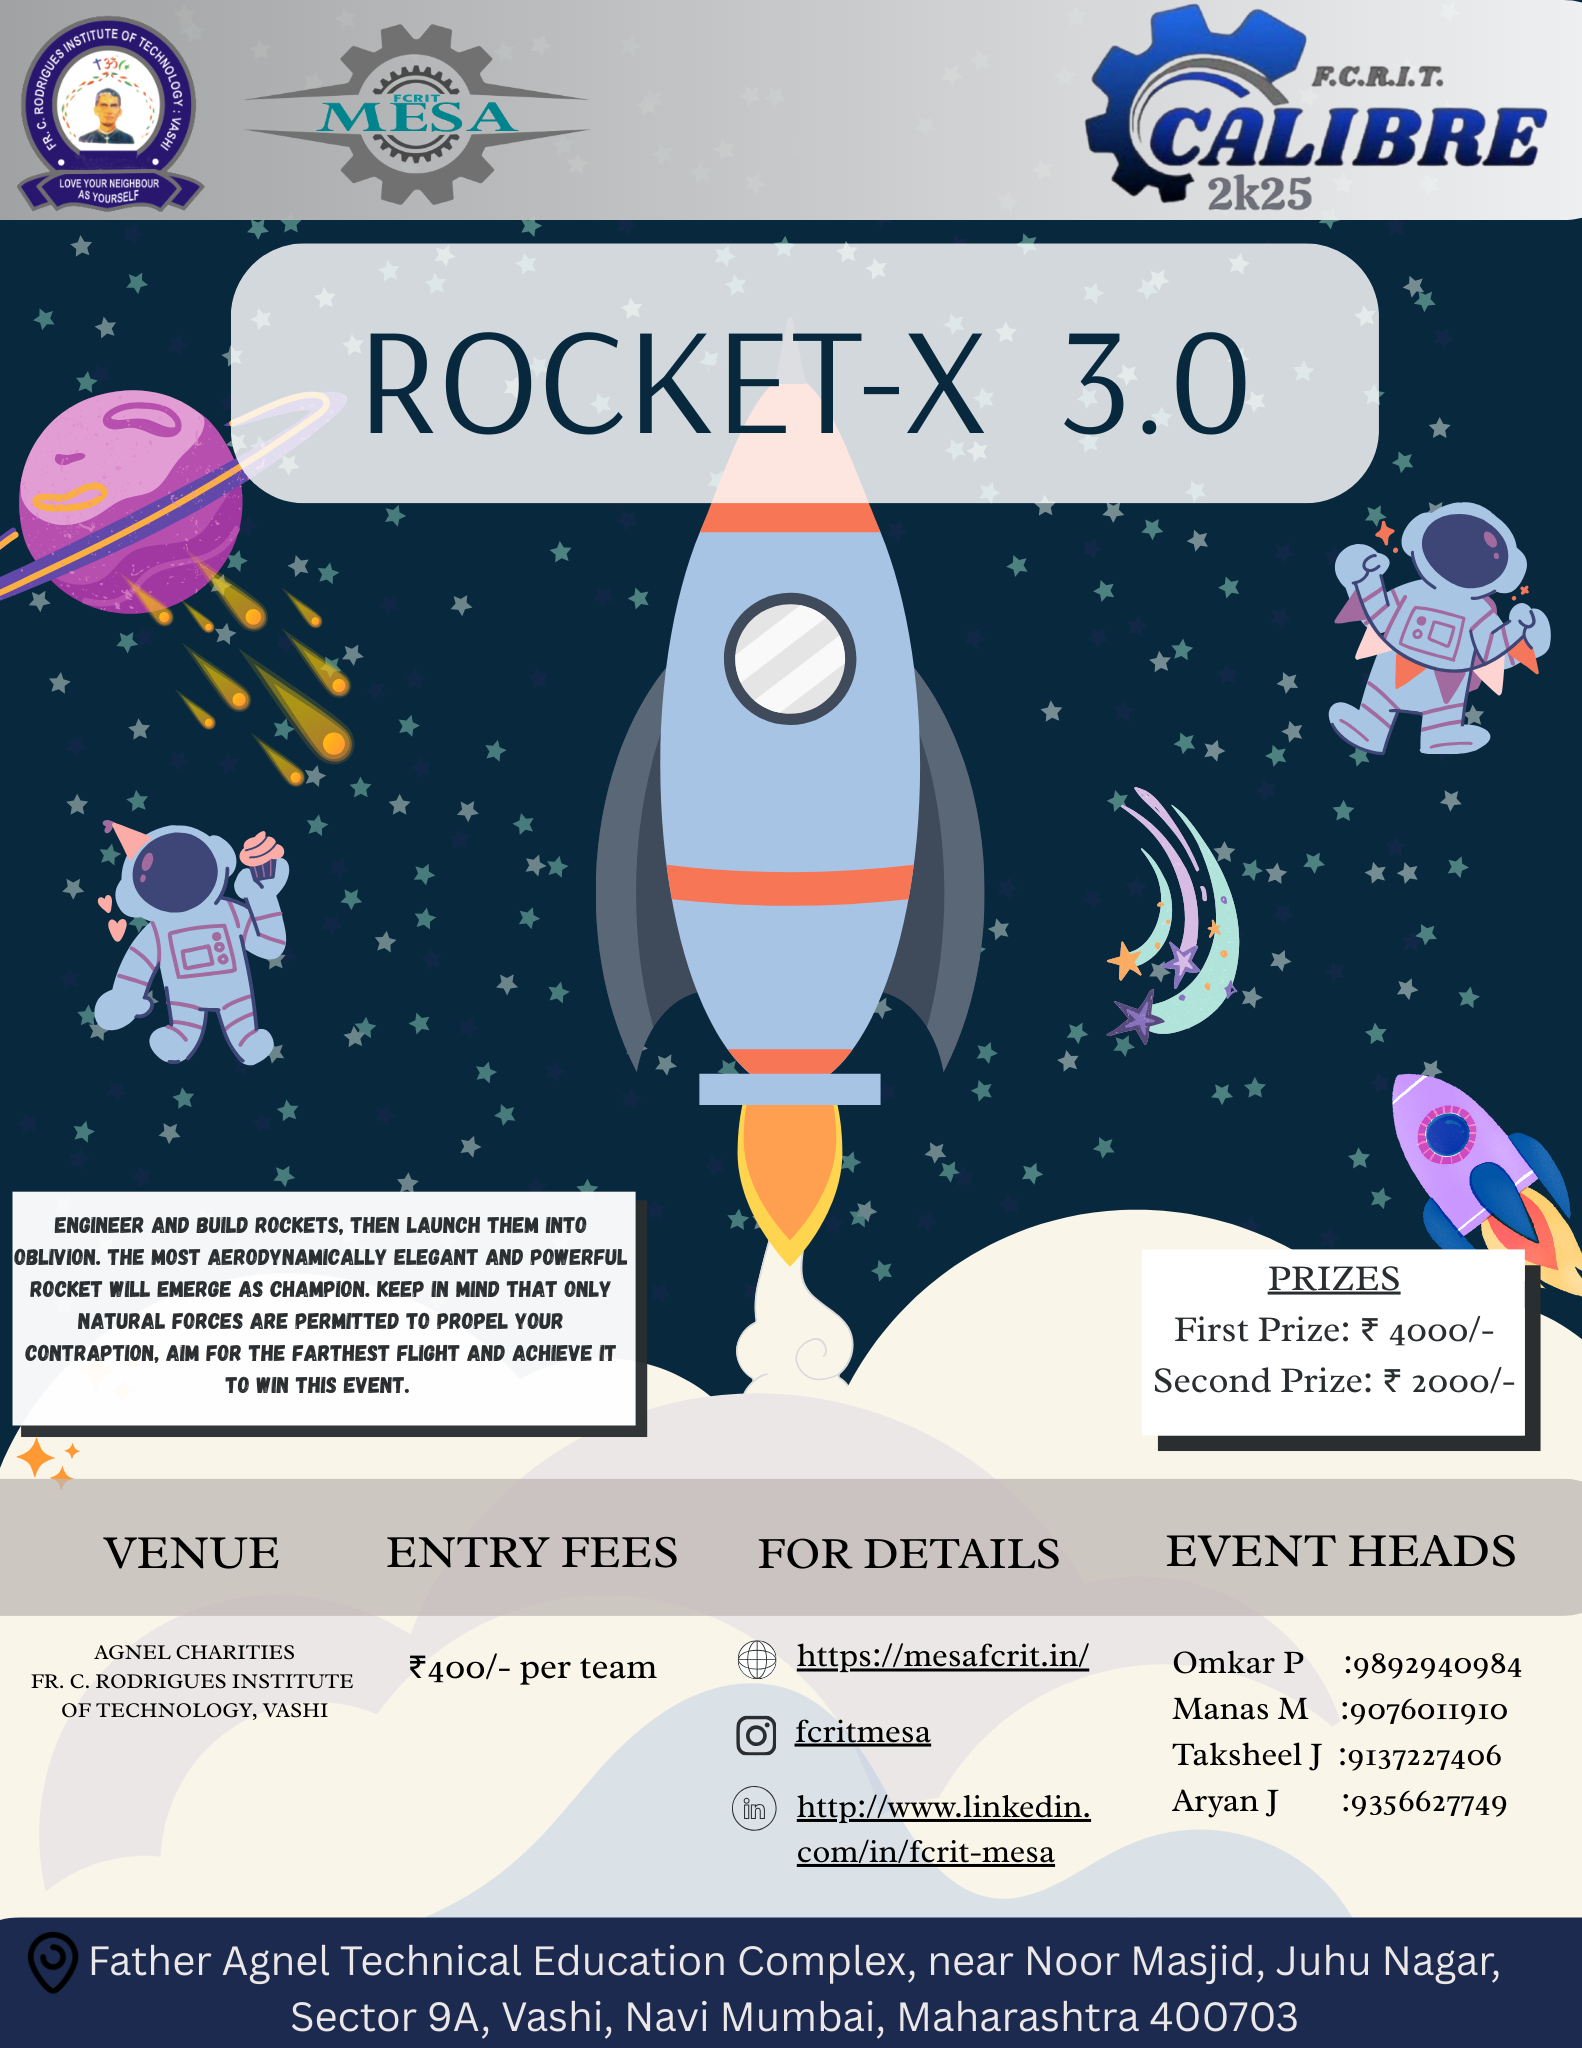 FR. C. RODRIGUES INSTITUTE OF TECHNOLOGY : VASHI
LOVE YOUR NEIGHBOUR
AS YOURSELF
FCRIT
MESA
F.C.R.I.T.
CALIBRE
2k25
ROCKET-X 3.0
ENGINEER AND BUILD ROCKETS, THEN LAUNCH THEM INTO
OBLIVION. THE MOST AERODYNAMICALLY ELEGANT AND POWERFUL
ROCKET WILL EMERGE AS CHAMPION. KEEP IN MIND THAT ONLY
NATURAL FORCES ARE PERMITTED TO PROPEL YOUR
CONTRAPTION, AIM FOR THE FARTHEST FLIGHT AND ACHIEVE IT
TO WIN THIS EVENT.
PRIZES
First Prize: ₹ 4000/-
Second Prize: ₹ 2000/-
VENUE
AGNEL CHARITIES
FR. C. RODRIGUES INSTITUTE
OF TECHNOLOGY, VASHI
ENTRY FEES
₹400/- per team
FOR DETAILS
https://mesafcrit.in/
fcritmesa
in
http://www.linkedin.
com/in/fcrit-mesa
EVENT HEADS
Omkar P :9892940984
Manas M :9076011910
Taksheel J :9137227406
Aryan J :9356627749
Father Agnel Technical Education Complex, near Noor Masjid, Juhu Nagar,
Sector 9A, Vashi, Navi Mumbai, Maharashtra 400703